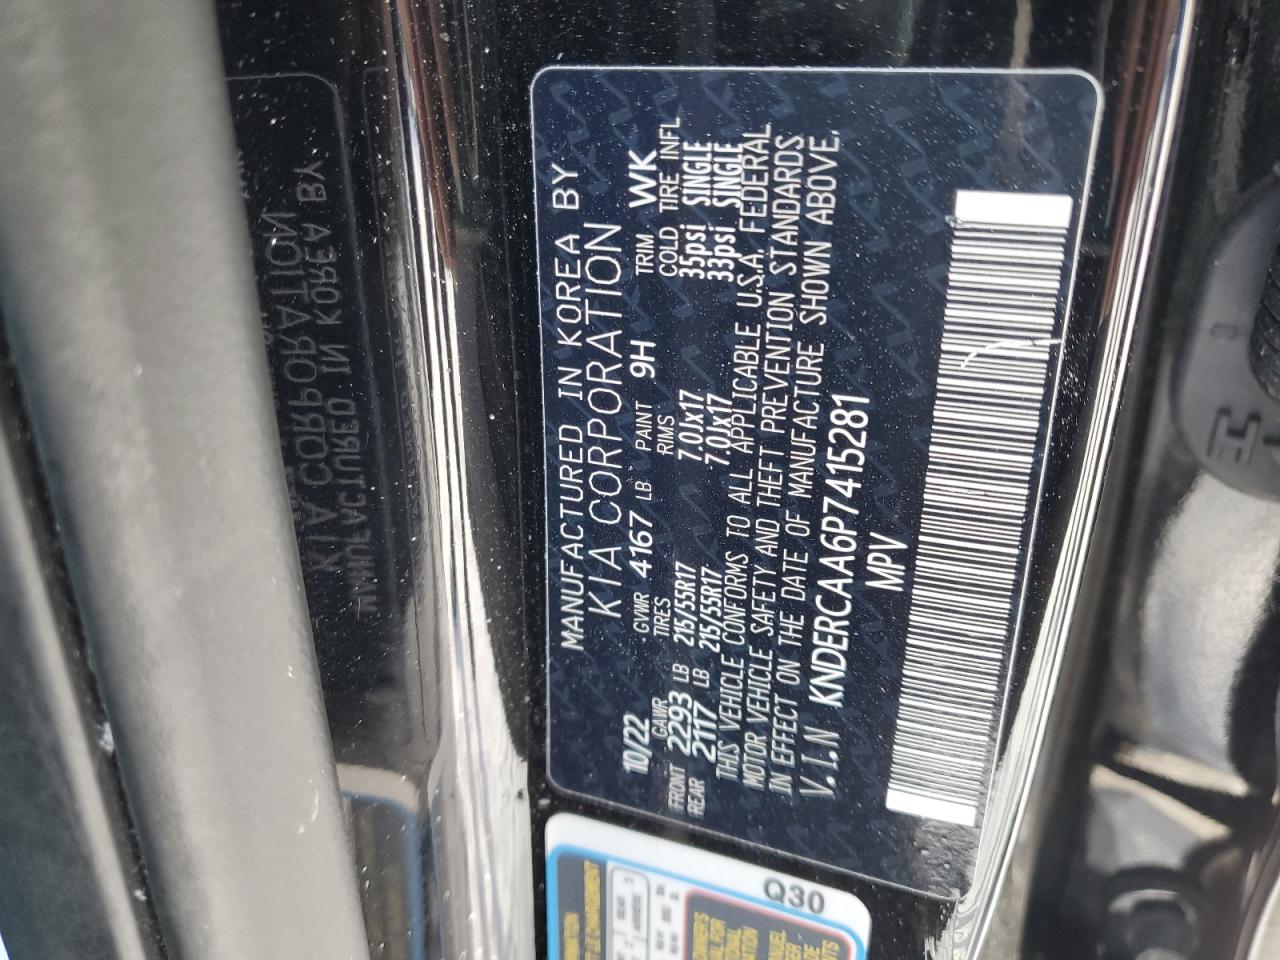 MANUFACTURED IN KOREA BY
KIA CORPORATION
10/22 GVWR 4167 LB PAINT 9H TRIM WK
GAWR TIRES RIMS COLD TIRE INFL
FRONT 2293 LB 215/55R17 7.0Jx17 35psi SINGLE
REAR 2117 LB 215/55R17 7.0Jx17 33psi SINGLE
THIS VEHICLE CONFORMS TO ALL APPLICABLE U.S.A. FEDERAL
MOTOR VEHICLE SAFETY AND THEFT PREVENTION STANDARDS
IN EFFECT ON THE DATE OF MANUFACTURE SHOWN ABOVE.
V.I.N KNDERCAA6P7415281
MPV
Q30